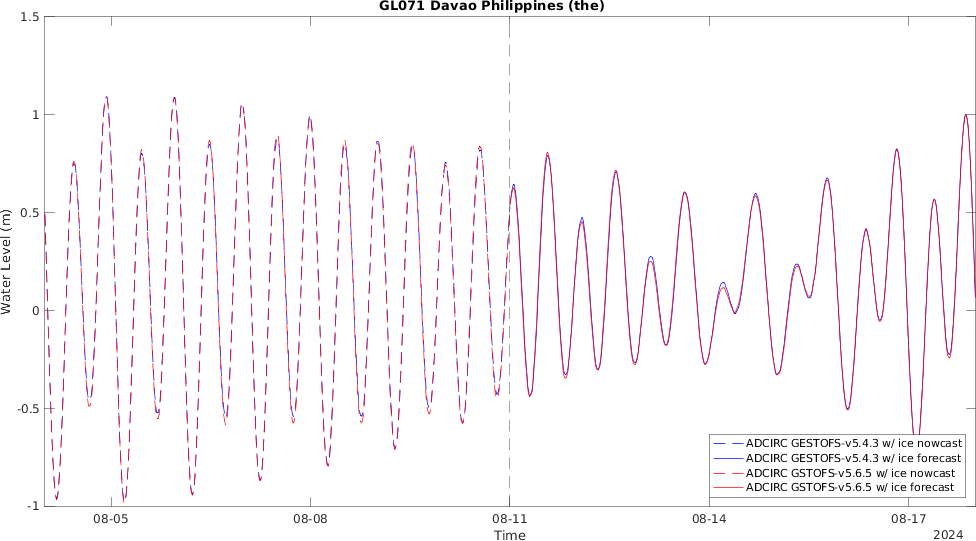 GL071 Davao Philippines (the)
1.5
1
0.5
0
-0.5
-1
Water Level (m)
08-05
08-08
08-11
08-14
08-17
Time
2024
ADCIRC GESTOFS-v5.4.3 w/ ice nowcast
ADCIRC GESTOFS-v5.4.3 w/ ice forecast
ADCIRC GSTOFS-v5.6.5 w/ ice nowcast
ADCIRC GSTOFS-v5.6.5 w/ ice forecast